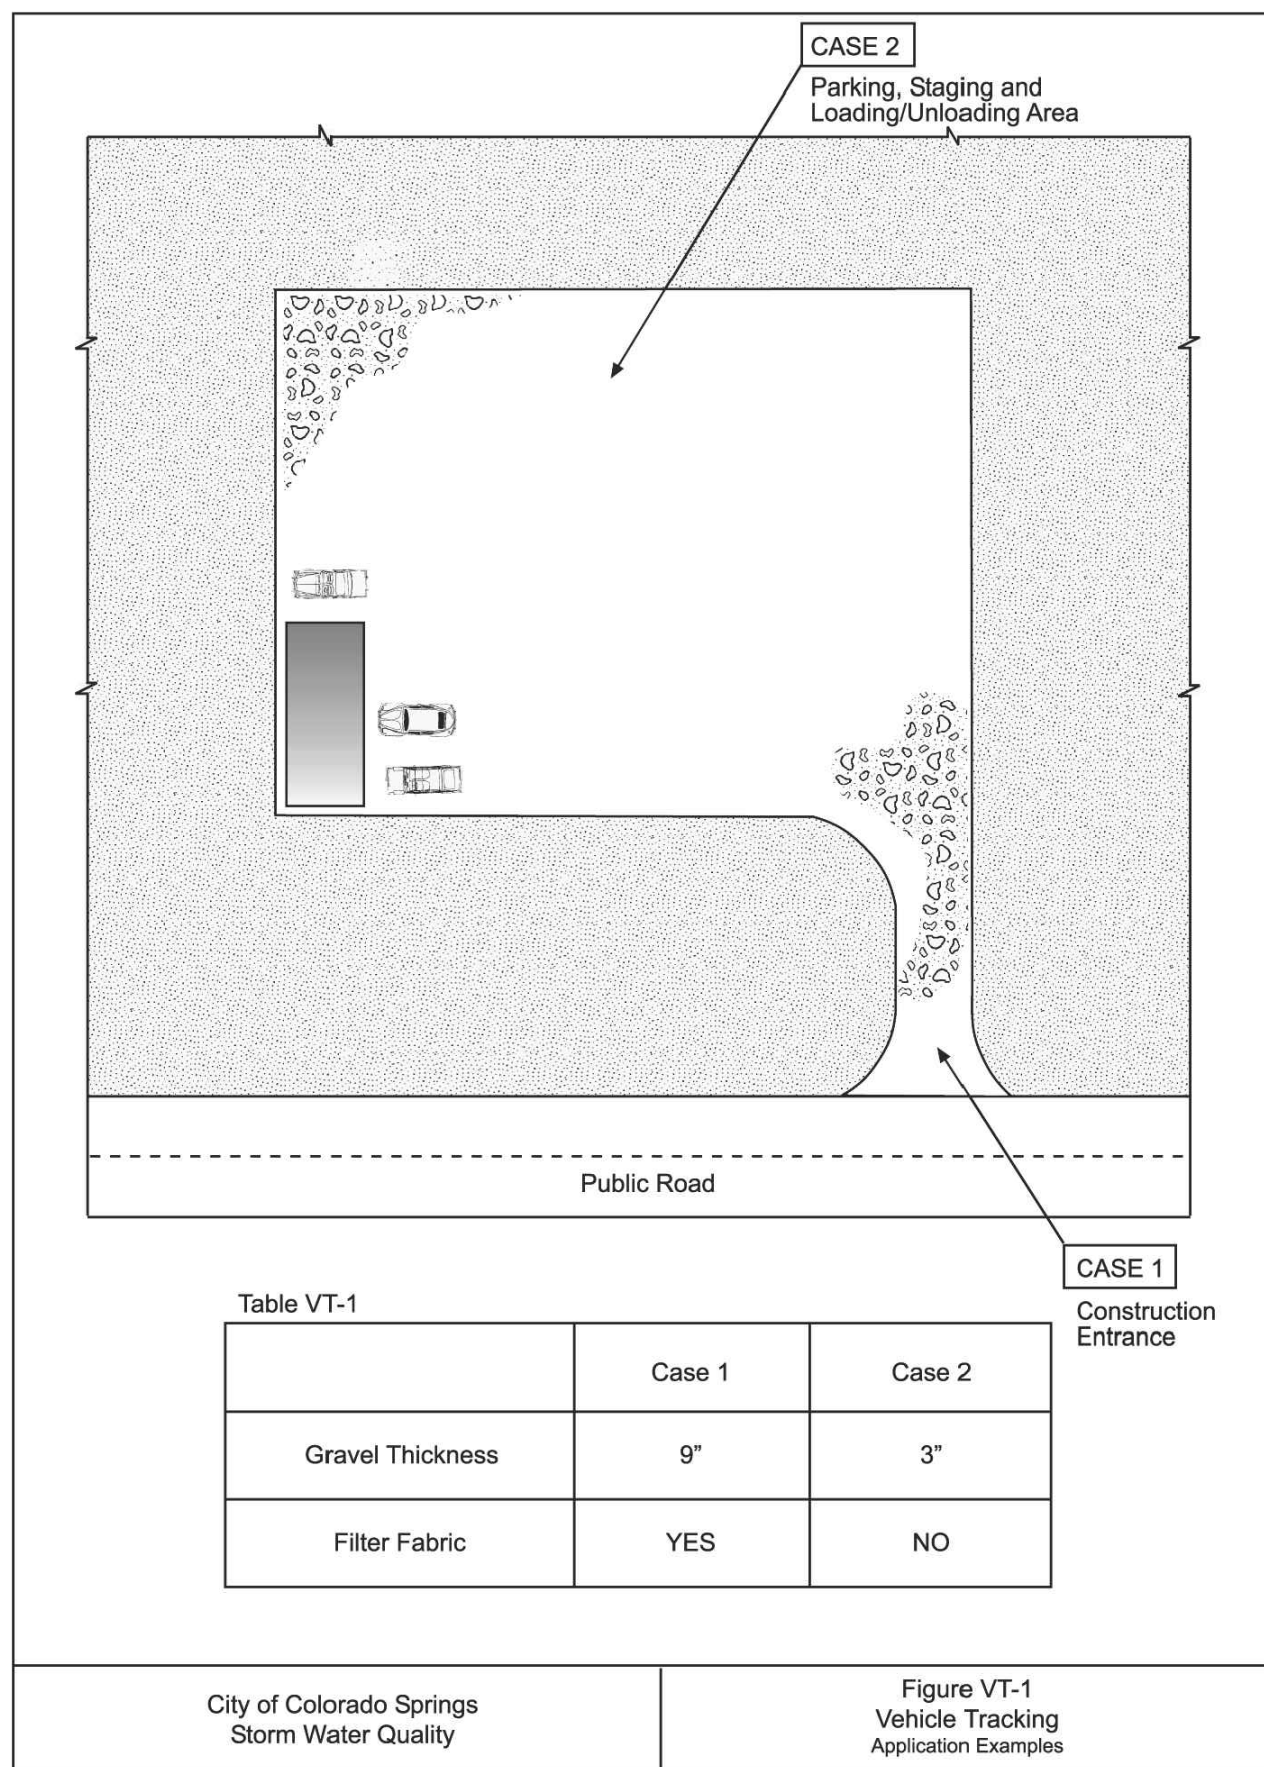 CASE 2
Parking, Staging and
Loading/Unloading Area
Public Road
CASE 1
Construction
Entrance
Table VT-1
Case 1 Case 2
Gravel Thickness 9” 3”
Filter Fabric YES NO
City of Colorado Springs
Storm Water Quality
Figure VT-1
Vehicle Tracking
Application Examples